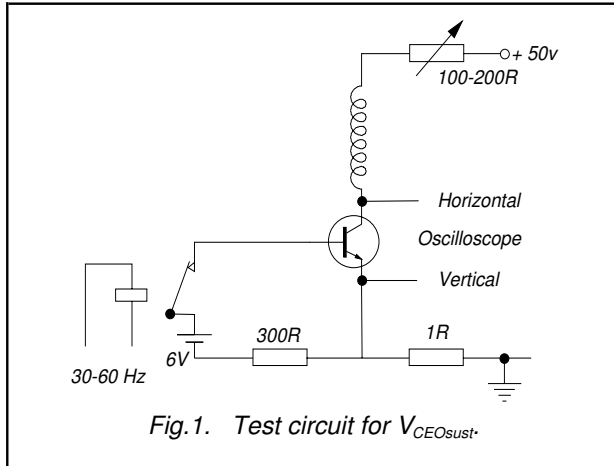 + 50v
100-200R
Horizontal
Oscilloscope
Vertical
300R
1R
6V
30-60 Hz
Fig.1. Test circuit for VCEOsust.